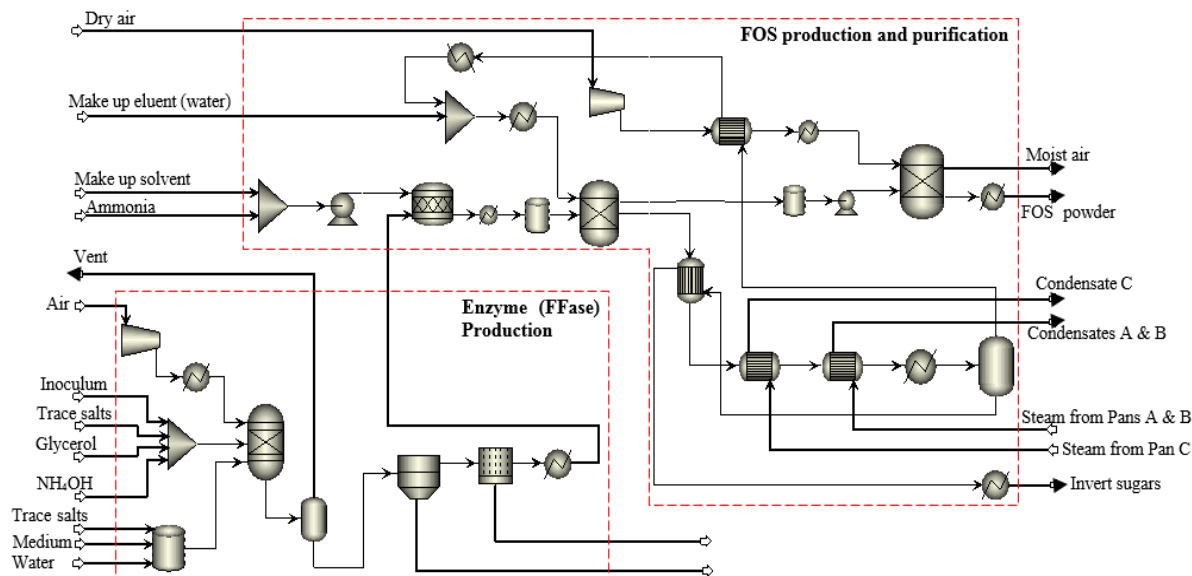 Dry air
FOS production and purification
Make up eluent (water)
Moist air
Make up solvent
Ammonia
FOS powder
Vent
Condensate C
Air
Enzyme (FFase)
Production
Condensates A & B
Inoculum
Trace salts
Steam from Pans A & B
Glycerol
Steam from Pan C
NH₄OH
Invert sugars
Trace salts
Medium
Water